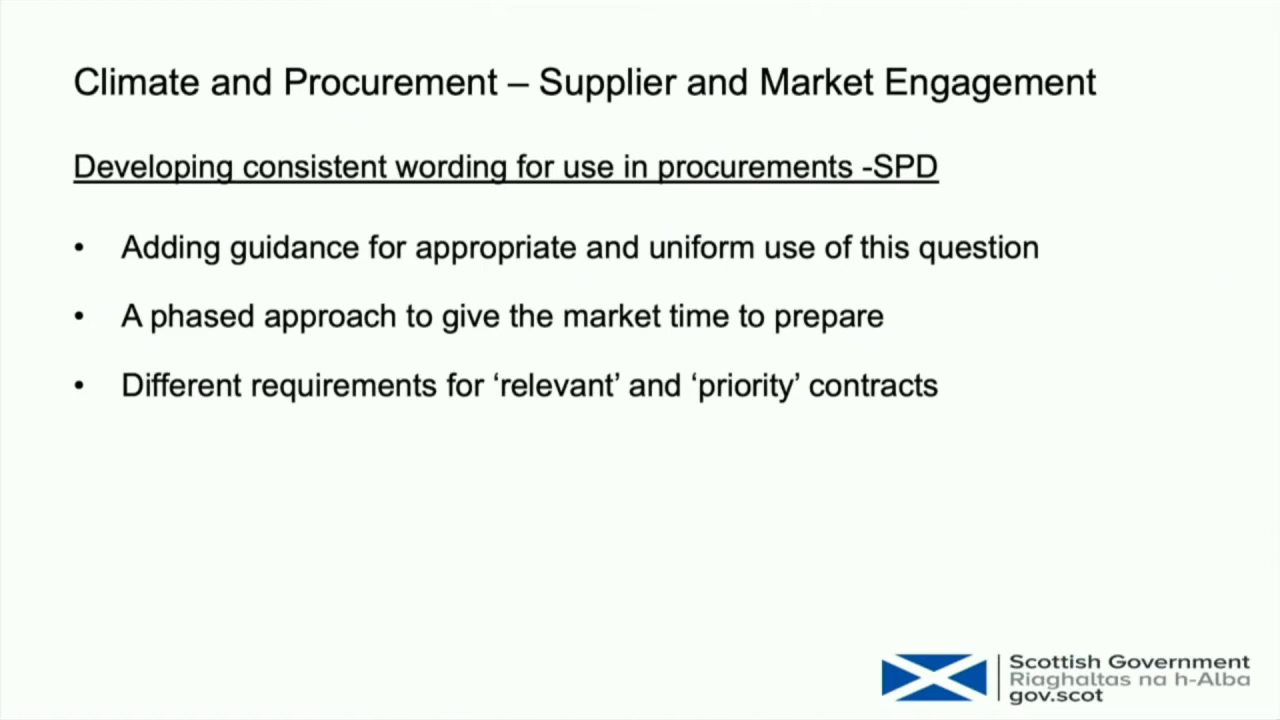 Climate and Procurement – Supplier and Market Engagement
Developing consistent wording for use in procurements -SPD
• Adding guidance for appropriate and uniform use of this question
• A phased approach to give the market time to prepare
• Different requirements for ‘relevant’ and ‘priority’ contracts
Scottish Government
Riaghaltas na h-Alba
gov.scot